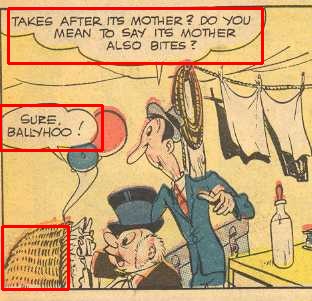 TAKES AFTER ITS MOTHER? DO YOU
MEAN TO SAY ITS MOTHER
ALSO BITES?
SURE,
BALLYHOO!